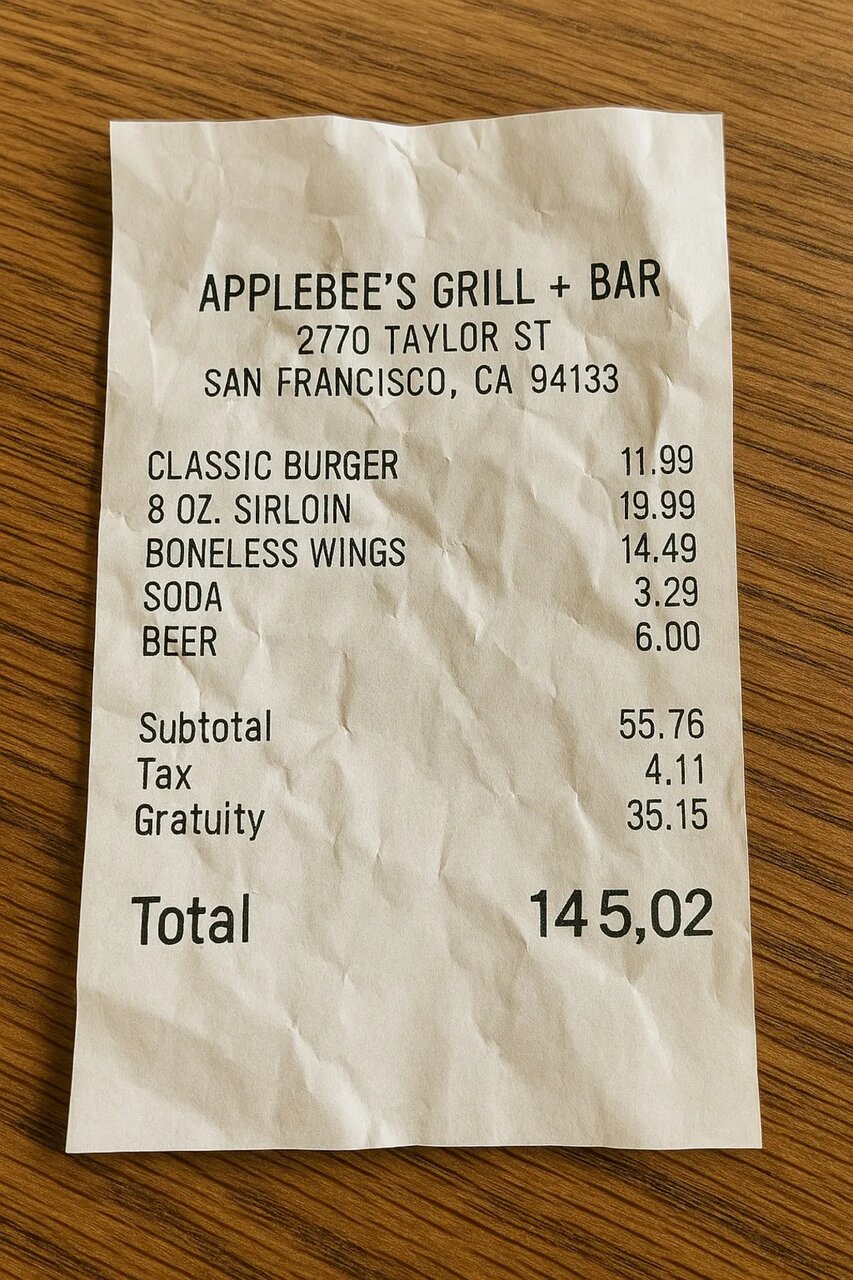 APPLEBEE'S GRILL + BAR
2770 TAYLOR ST
SAN FRANCISCO, CA 94133
CLASSIC BURGER 11.99
8 OZ. SIRLOIN 19.99
BONELESS WINGS 14.49
SODA 3.29
BEER 6.00
Subtotal 55.76
Tax 4.11
Gratuity 35.15
Total 145,02